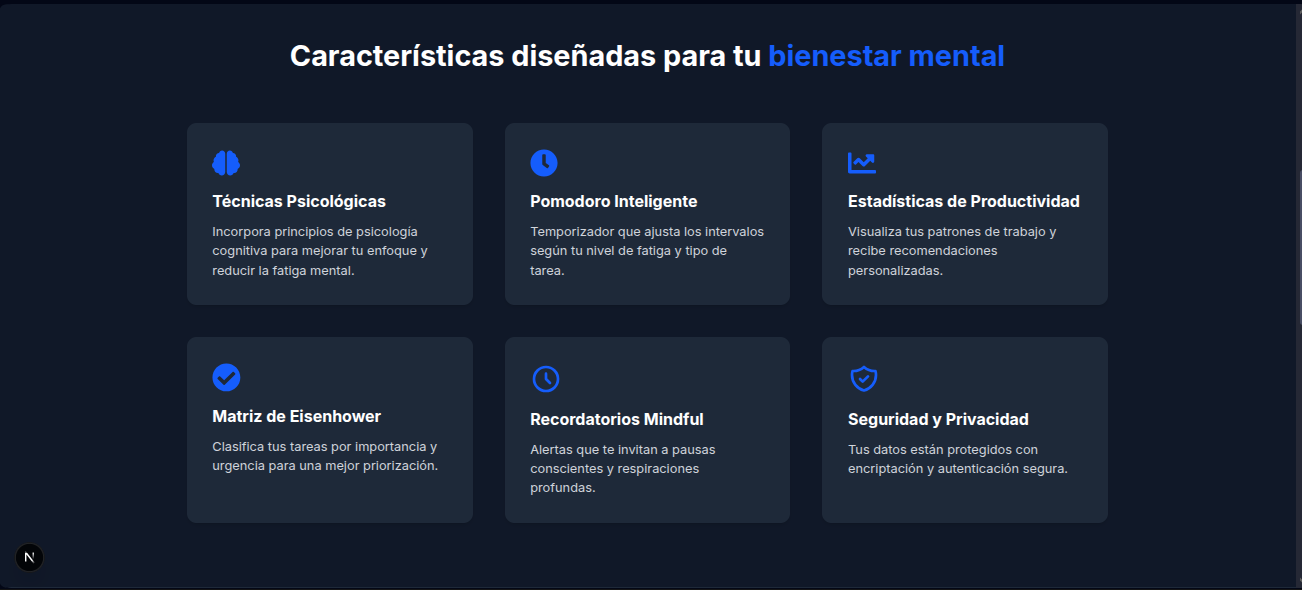 Características diseñadas para tu bienestar mental
Técnicas Psicológicas
Incorpora principios de psicología
cognitiva para mejorar tu enfoque y
reducir la fatiga mental.
Pomodoro Inteligente
Temporizador que ajusta los intervalos
según tu nivel de fatiga y tipo de
tarea.
Estadísticas de Productividad
Visualiza tus patrones de trabajo y
recibe recomendaciones
personalizadas.
Matriz de Eisenhower
Clasifica tus tareas por importancia y
urgencia para una mejor priorización.
Recordatorios Mindful
Alertas que te invitan a pausas
conscientes y respiraciones
profundas.
Seguridad y Privacidad
Tus datos están protegidos con
encriptación y autenticación segura.
N